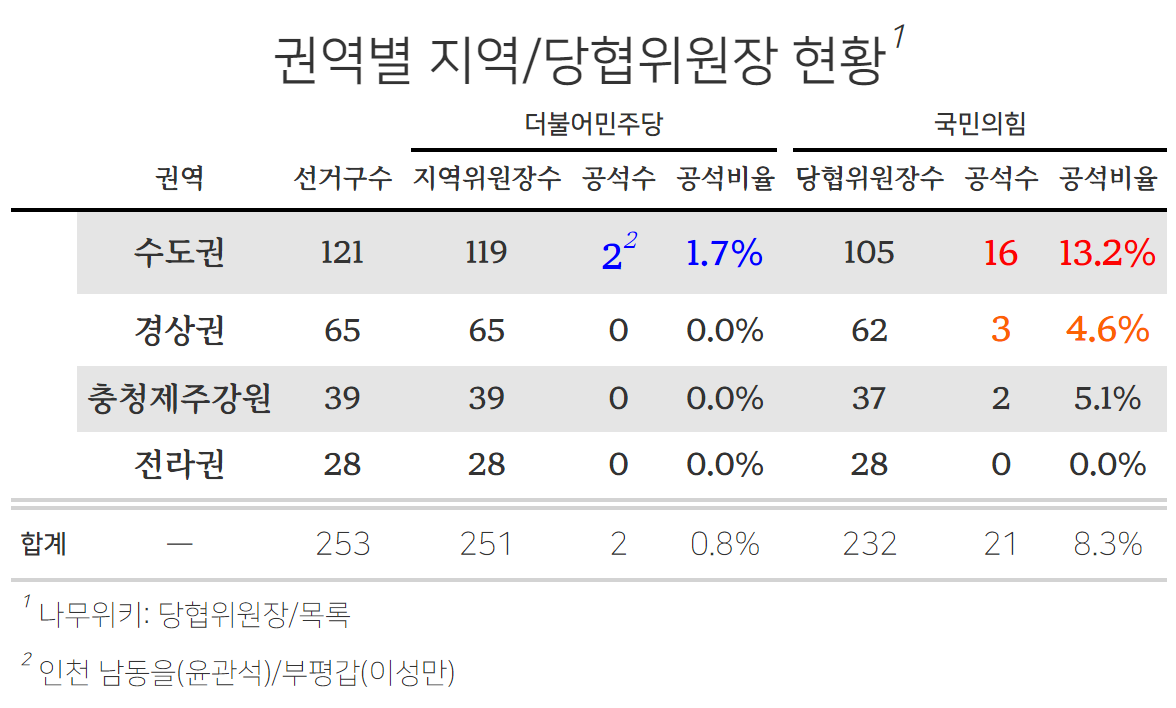 권역별 지역/당협위원장 현황1
더불어민주당 국민의힘
권역 선거구수 지역위원장수 공석수 공석비율 당협위원장수 공석수 공석비율
수도권 121 119 22 1.7% 105 16 13.2%
경상권 65 65 0 0.0% 62 3 4.6%
충청제주강원 39 39 0 0.0% 37 2 5.1%
전라권 28 28 0 0.0% 28 0 0.0%
합계 — 253 251 2 0.8% 232 21 8.3%
1 나무위키: 당협위원장/목록
2 인천 남동을(윤관석)/부평갑(이성만)